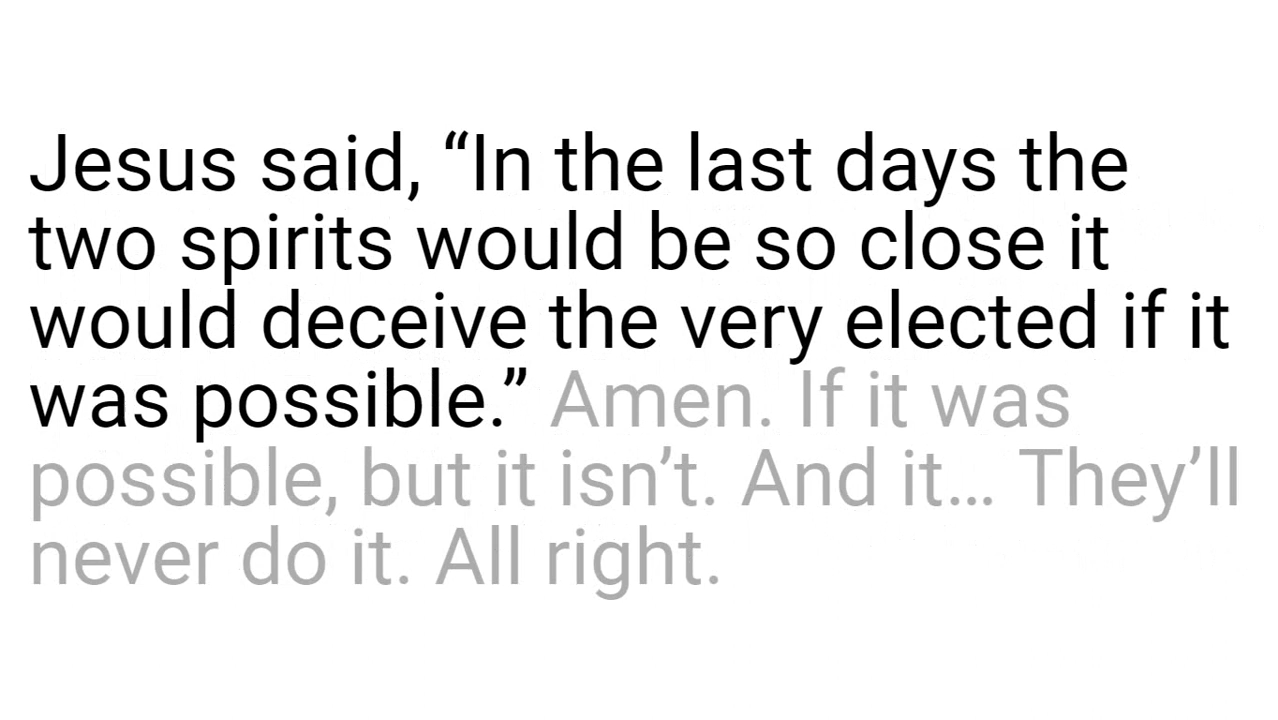 Jesus said, “In the last days the
two spirits would be so close it
would deceive the very elected if it
was possible.” Amen. If it was
possible, but it isn’t. And it… They’ll
never do it. All right.